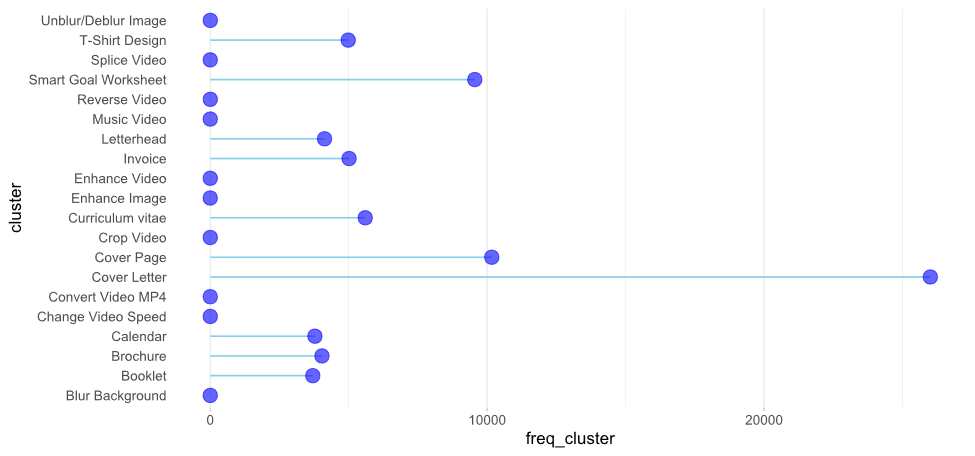 Unblur/Deblur Image
T-Shirt Design
Splice Video
Smart Goal Worksheet
Reverse Video
Music Video
Letterhead
Invoice
Enhance Video
Enhance Image
Curriculum vitae
Crop Video
Cover Page
Cover Letter
Convert Video MP4
Change Video Speed
Calendar
Brochure
Booklet
Blur Background
cluster
0 10000 20000
freq_cluster